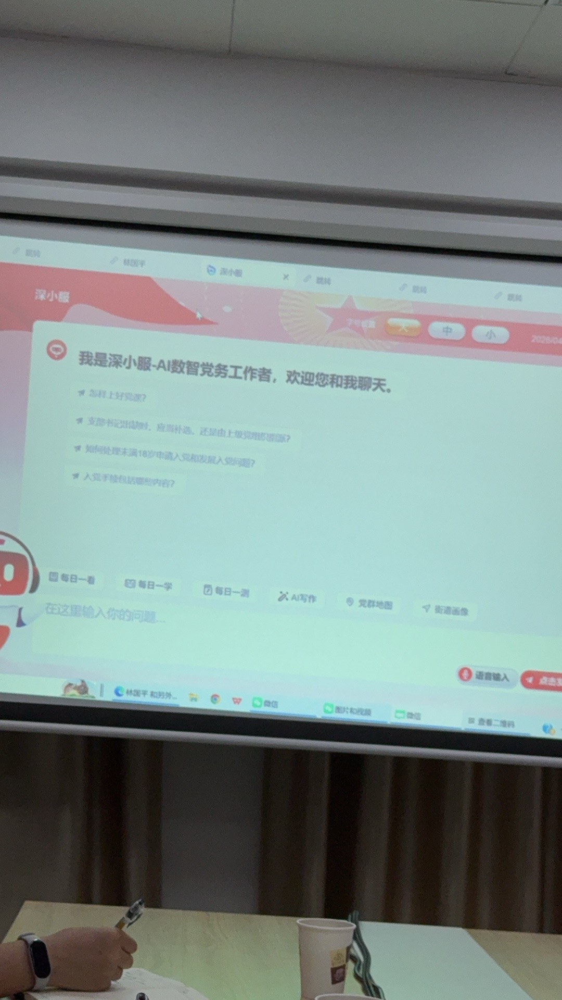 跳转
林国平
深小服
跳转
跳转
跳转
深小服
字号设置
大
中
小
我是深小服-AI数智党务工作者，欢迎您和我聊天。
怎样上好党课?
支部书记出缺时，应当补选、还是由上级党组织指派?
如何处理未满18岁申请入党和发展入党问题?
入党手续包括哪些内容?
每日一看
每日一学
每日一测
AI写作
党群地图
街道画像
在这里输入你的问题...
语音输入
点击
林国平 和另外...
微信
图片和视频
微信
查看二维码